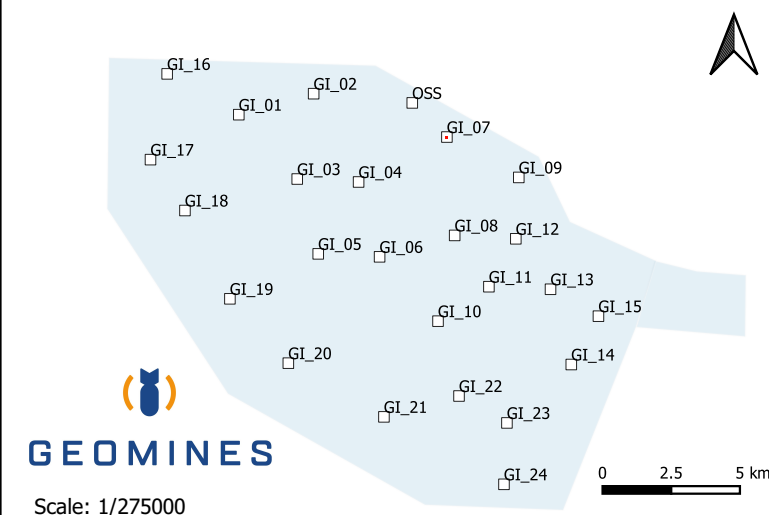 GI_16
GI_02
OSS
GI_01
GI_07
GI_17
GI_03
GI_04
GI_09
GI_18
GI_08
GI_12
GI_05
GI_06
GI_11
GI_13
GI_19
GI_15
GI_10
GI_20
GI_14
GI_22
GI_21
GI_23
GEOMINES
GI_24
0 2.5 5 km
Scale: 1/275000